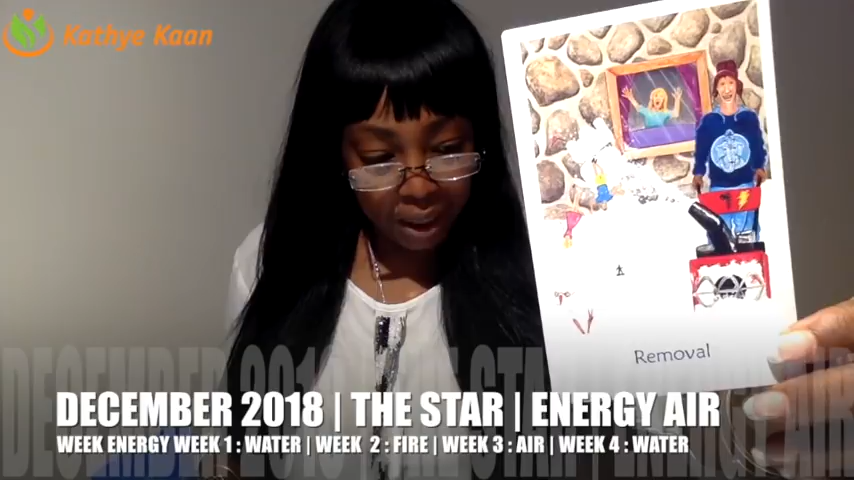 Kathye Kaan
Removal
DECEMBER 2018 | THE STAR | ENERGY AIR
WEEK ENERGY WEEK 1 : WATER | WEEK 2 : FIRE | WEEK 3 : AIR | WEEK 4 : WATER